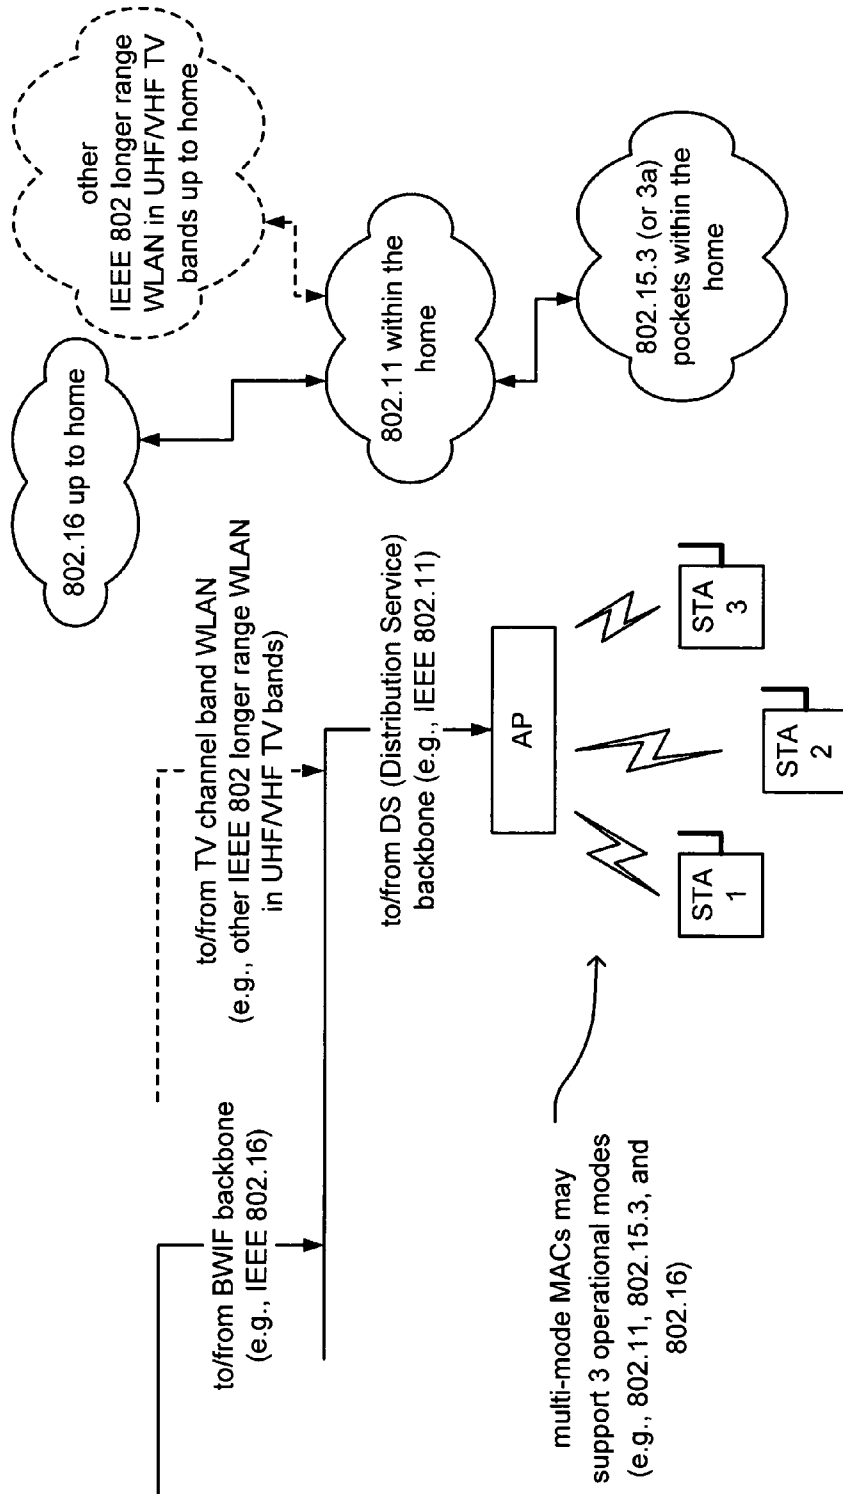 to/from BWIF backbone
(e.g., IEEE 802.16)
to/from TV channel band WLAN
(e.g., other IEEE 802 longer range WLAN
in UHF/VHF TV bands)
802.16 up to home
other
IEEE 802 longer range
WLAN in UHF/VHF TV
bands up to home
to/from DS (Distribution Service)
backbone (e.g., IEEE 802.11)
802.11 within the
home
AP
802.15.3 (or 3a)
pockets within the
home
multi-mode MACs may
support 3 operational modes
(e.g., 802.11, 802.15.3, and
802.16)
STA
1
STA
2
STA
3